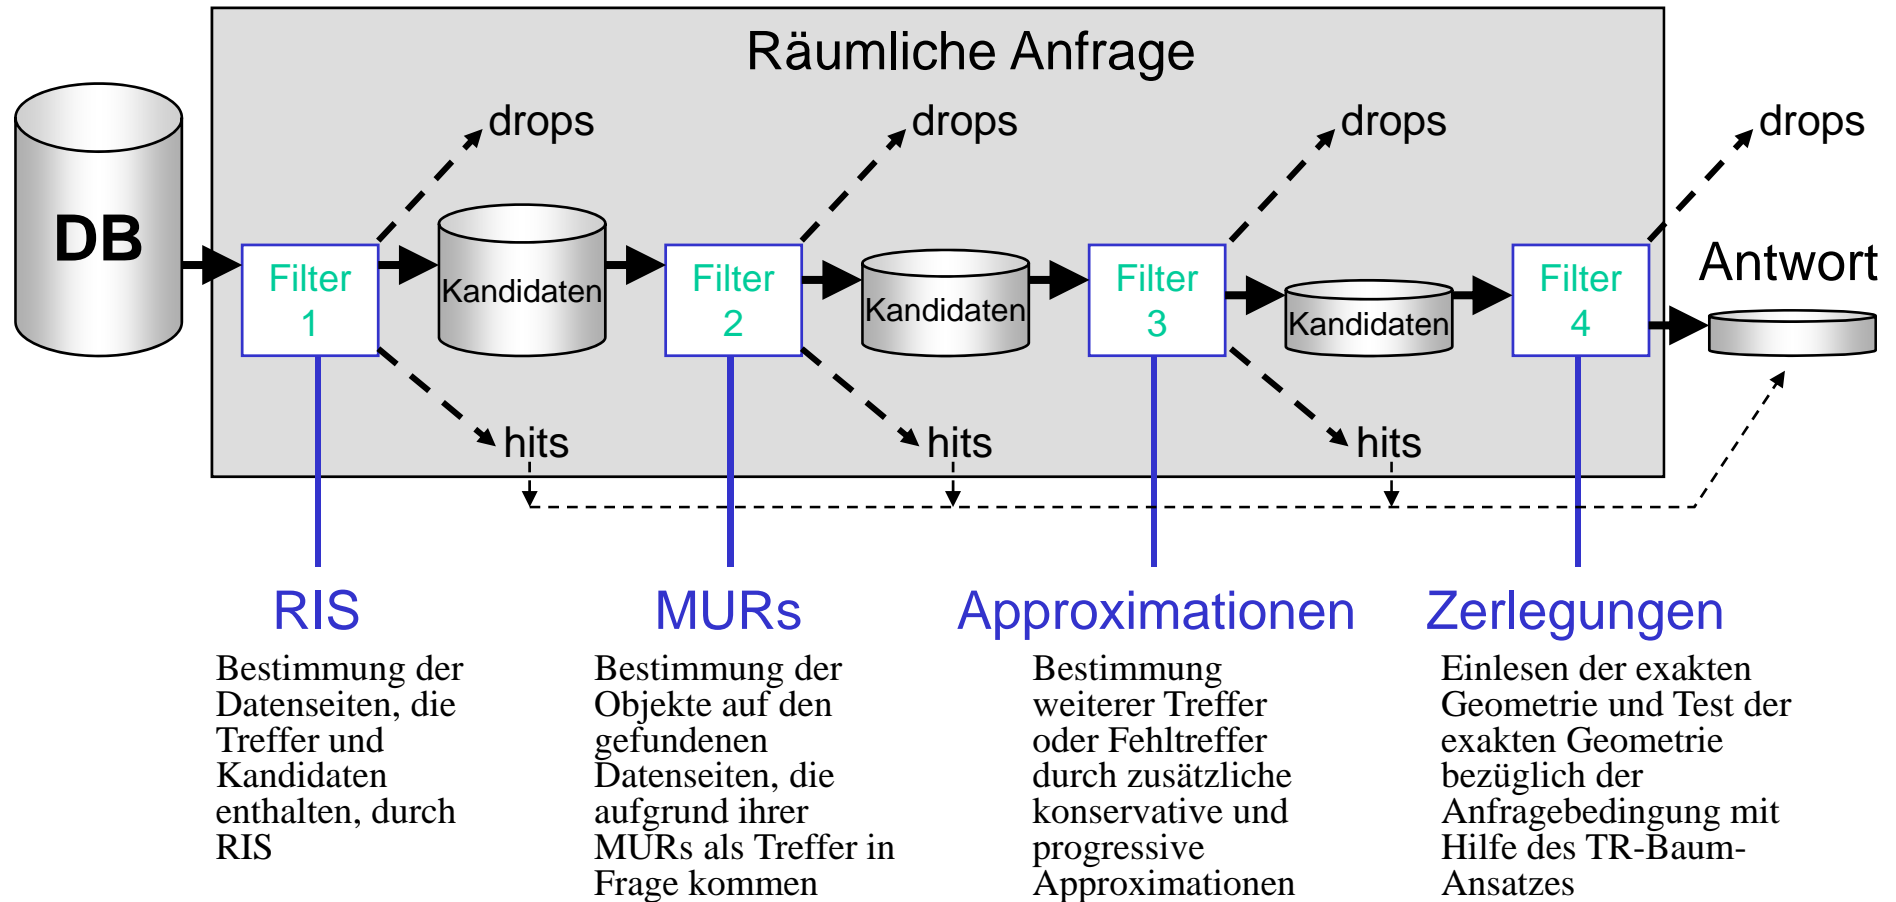 Räumliche Anfrage
drops
drops
drops
drops
DB
Filter
1
Kandidaten
Filter
2
Kandidaten
Filter
3
Kandidaten
Filter
4
Antwort
hits
hits
hits
RIS
Bestimmung der
Datenseiten, die
Treffer und
Kandidaten
enthalten, durch
RIS
MURs
Bestimmung der
Objekte auf den
gefundenen
Datenseiten, die
aufgrund ihrer
MURs als Treffer in
Frage kommen
Approximationen
Bestimmung
weiterer Treffer
oder Fehltreffer
durch zusätzliche
konservative und
progressive
Approximationen
Zerlegungen
Einlesen der exakten
Geometrie und Test der
exakten Geometrie
bezüglich der
Anfragebedingung mit
Hilfe des TR-Baum-
Ansatzes